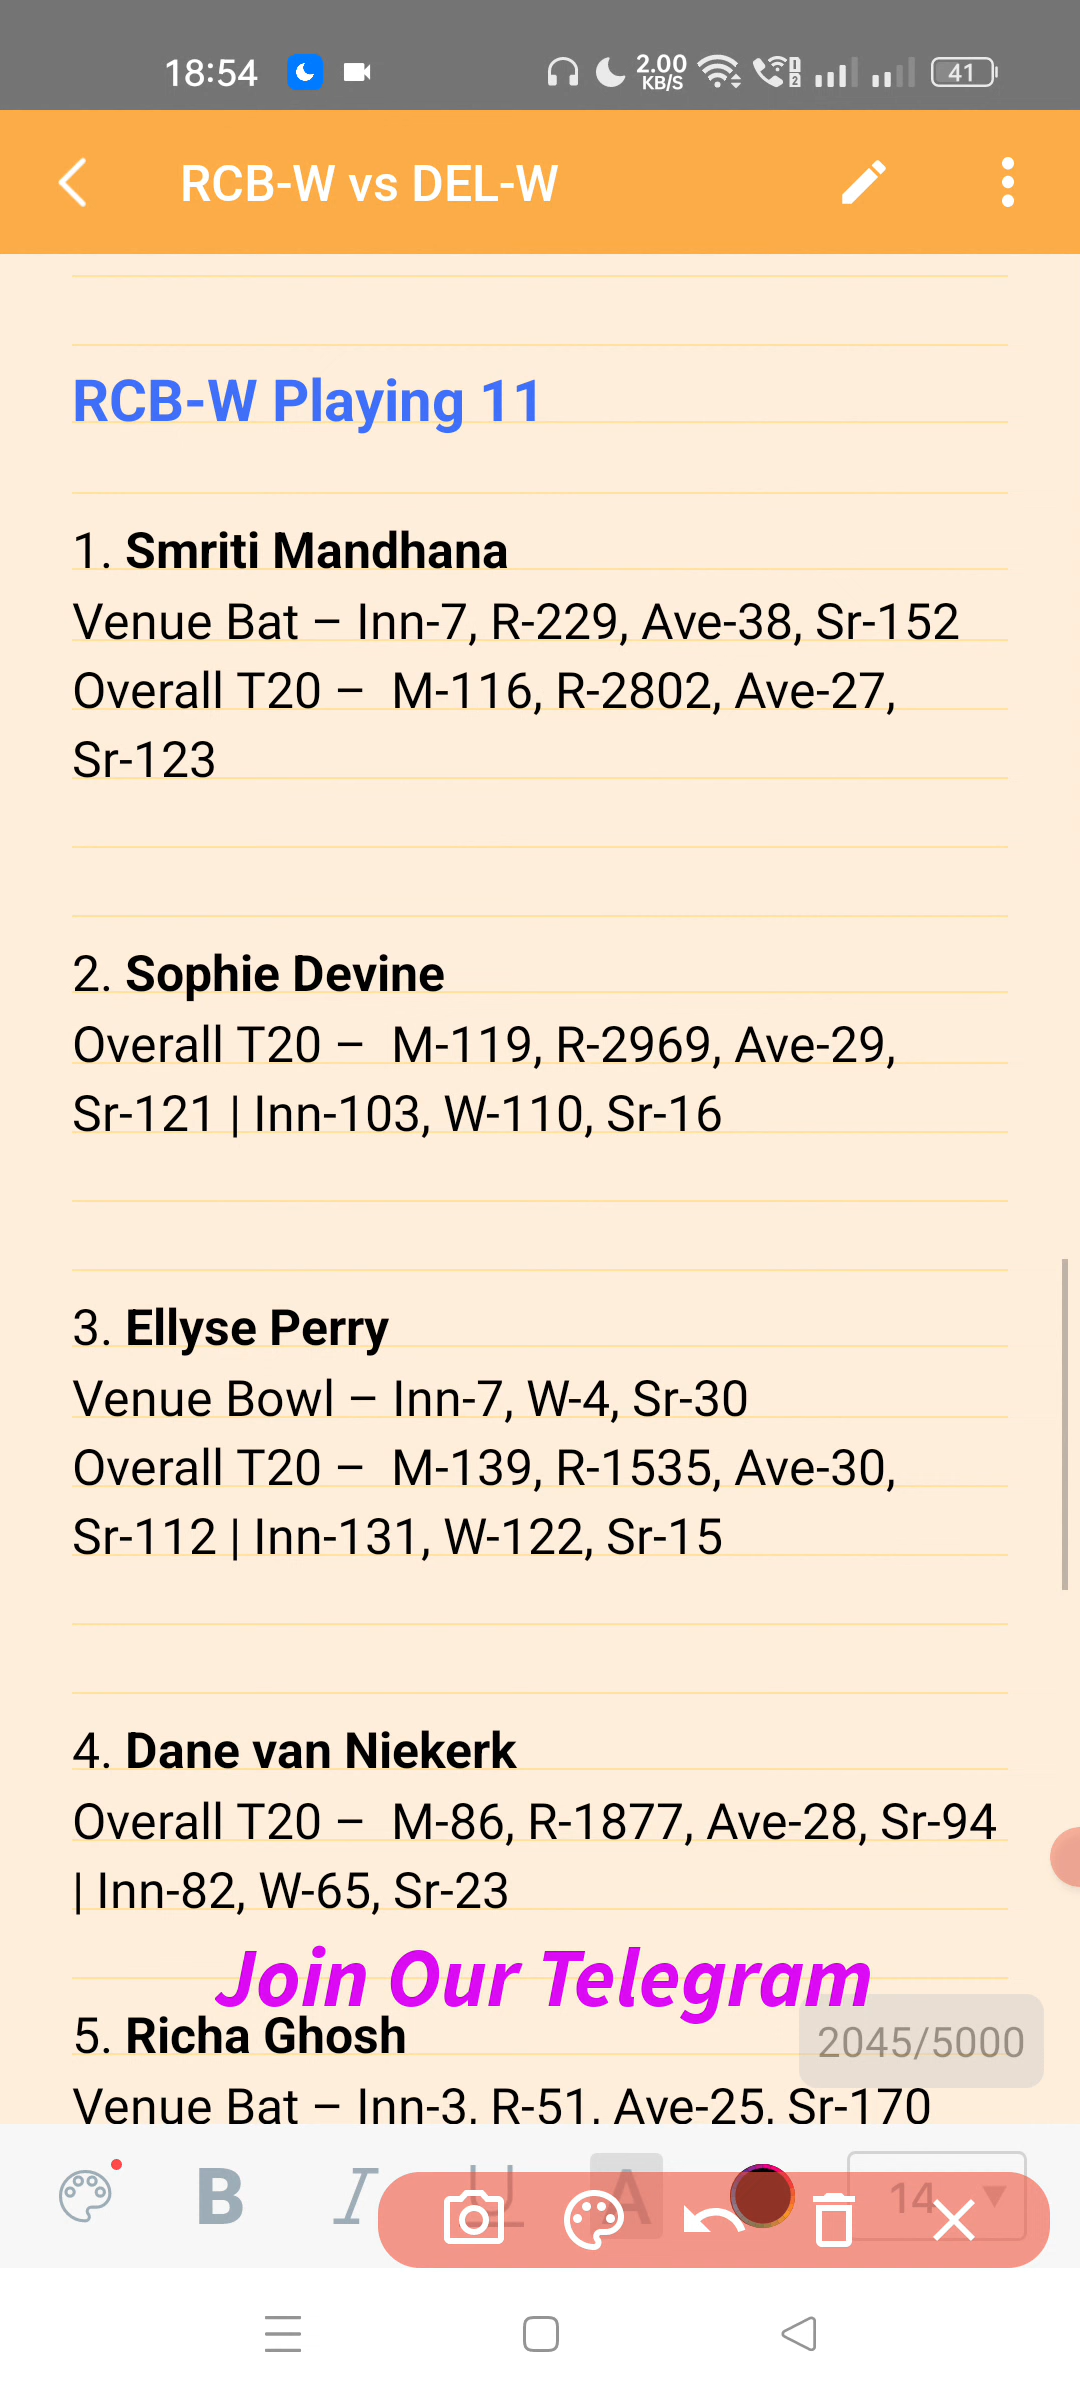 18:54 2.00 KB/S 41
RCB-W vs DEL-W
RCB-W Playing 11
1. Smriti Mandhana
Venue Bat – Inn-7, R-229, Ave-38, Sr-152
Overall T20 – M-116, R-2802, Ave-27,
Sr-123
2. Sophie Devine
Overall T20 – M-119, R-2969, Ave-29,
Sr-121 | Inn-103, W-110, Sr-16
3. Ellyse Perry
Venue Bowl – Inn-7, W-4, Sr-30
Overall T20 – M-139, R-1535, Ave-30,
Sr-112 | Inn-131, W-122, Sr-15
4. Dane van Niekerk
Overall T20 – M-86, R-1877, Ave-28, Sr-94
| Inn-82, W-65, Sr-23
Join Our Telegram
5. Richa Ghosh
2045/5000
Venue Bat – Inn-3, R-51, Ave-25, Sr-170
B I U A 14